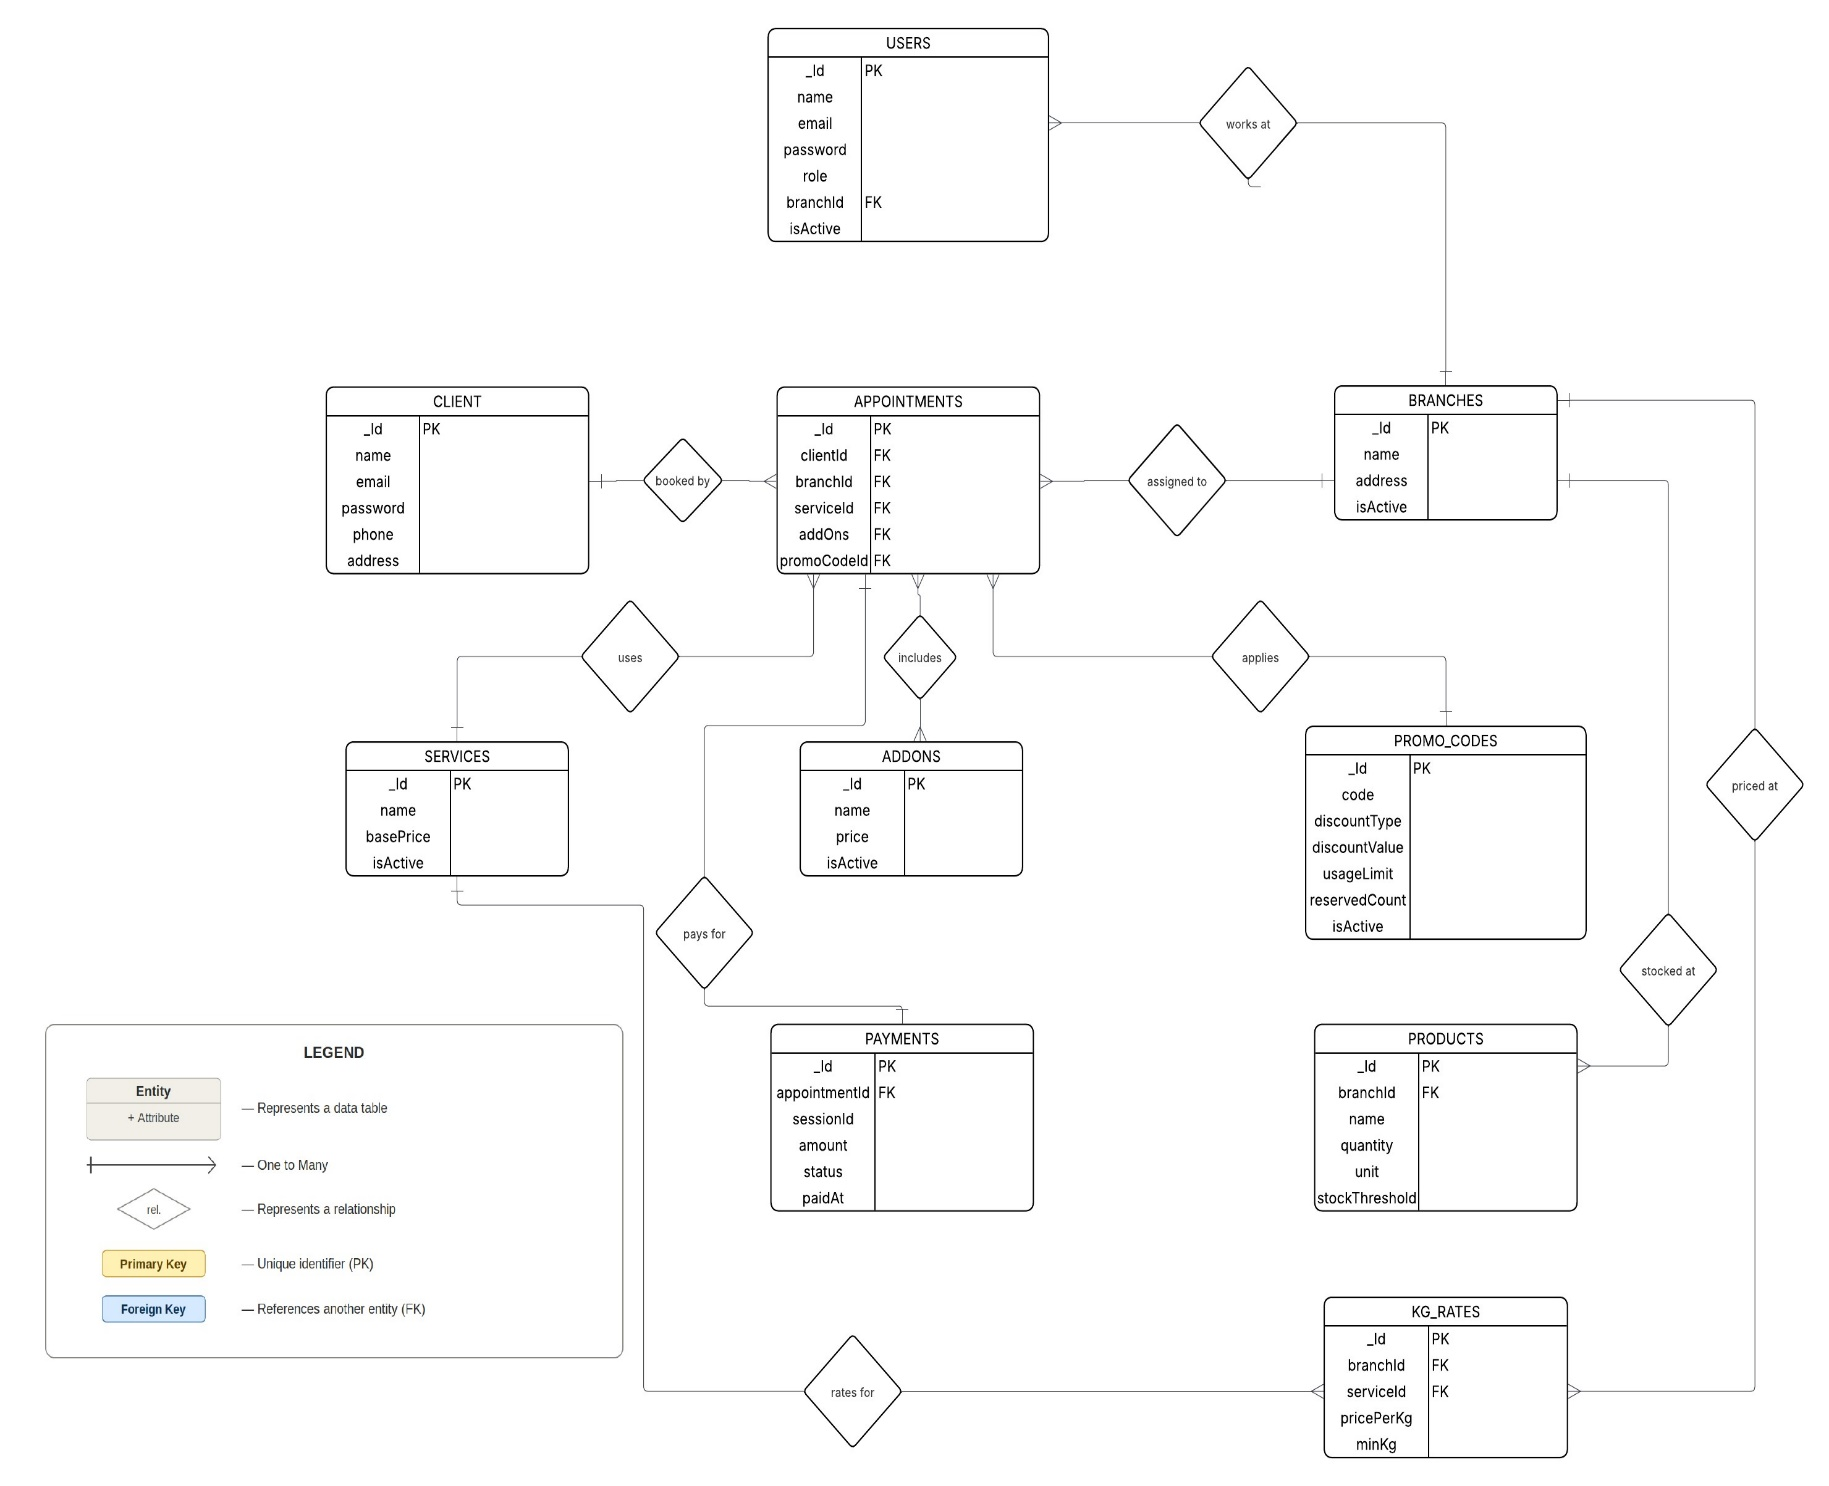 USERS
_Id PK
name
email
password
role
branchId FK
isActive
works at
CLIENT
_Id PK
name
email
password
phone
address
booked by
APPOINTMENTS
_Id PK
clientId FK
branchId FK
serviceId FK
addOns FK
promoCodeId FK
assigned to
BRANCHES
_Id PK
name
address
isActive
uses
includes
applies
SERVICES
_Id PK
name
basePrice
isActive
ADDONS
_Id PK
name
price
isActive
PROMO_CODES
_Id PK
code
discountType
discountValue
usageLimit
reservedCount
isActive
priced at
pays for
stocked at
PAYMENTS
_Id PK
appointmentId FK
sessionId
amount
status
paidAt
PRODUCTS
_Id PK
branchId FK
name
quantity
unit
stockThreshold
LEGEND
Entity
+ Attribute
— Represents a data table
— One to Many
rel.
— Represents a relationship
Primary Key
— Unique identifier (PK)
Foreign Key
— References another entity (FK)
rates for
KG_RATES
_Id PK
branchId FK
serviceId FK
pricePerKg
minKg